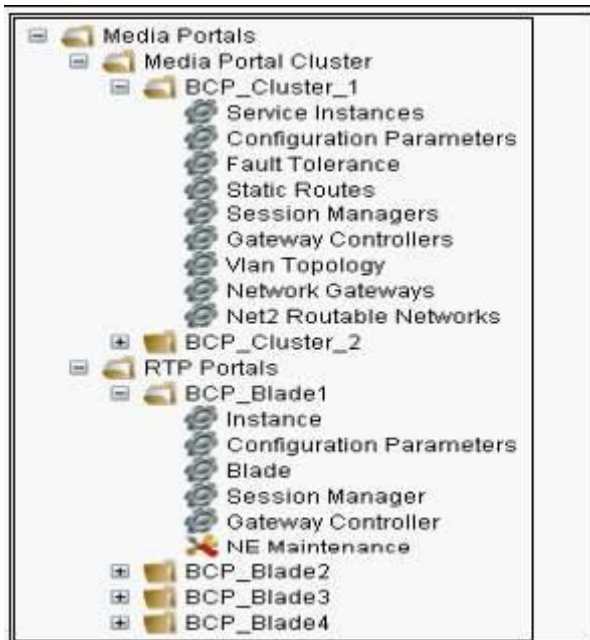 Media Portals
Media Portal Cluster
BCP_Cluster_1
Service Instances
Configuration Parameters
Fault Tolerance
Static Routes
Session Managers
Gateway Controllers
Vlan Topology
Network Gateways
Net2 Routable Networks
BCP_Cluster_2
RTP Portals
BCP_Blade1
Instance
Configuration Parameters
Blade
Session Manager
Gateway Controller
NE Maintenance
BCP_Blade2
BCP_Blade3
BCP_Blade4